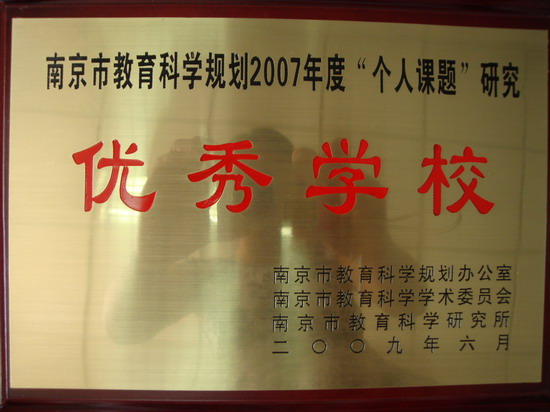 南京市教育科学规划2007年度“个人课题”研究
优秀学校
南京市教育科学规划办公室
南京市教育科学学术委员会
南京市教育科学研究所
二〇〇九年六月